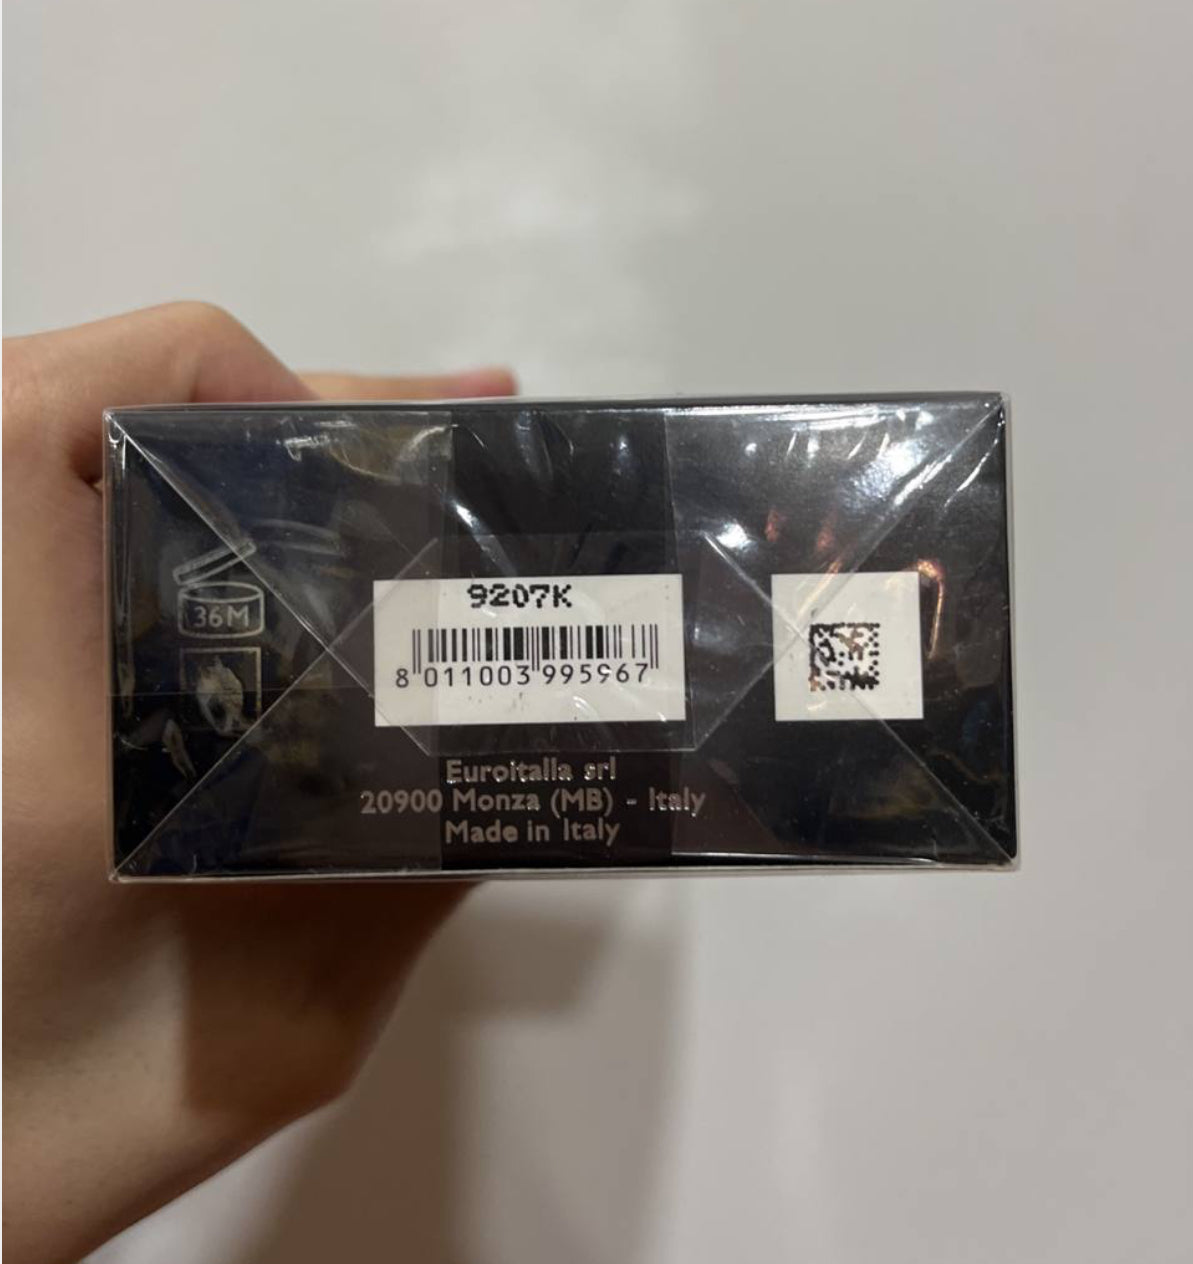 36M
9207K
8 011003 995967
Euroitalia srl
20900 Monza (MB) - Italy
Made in Italy